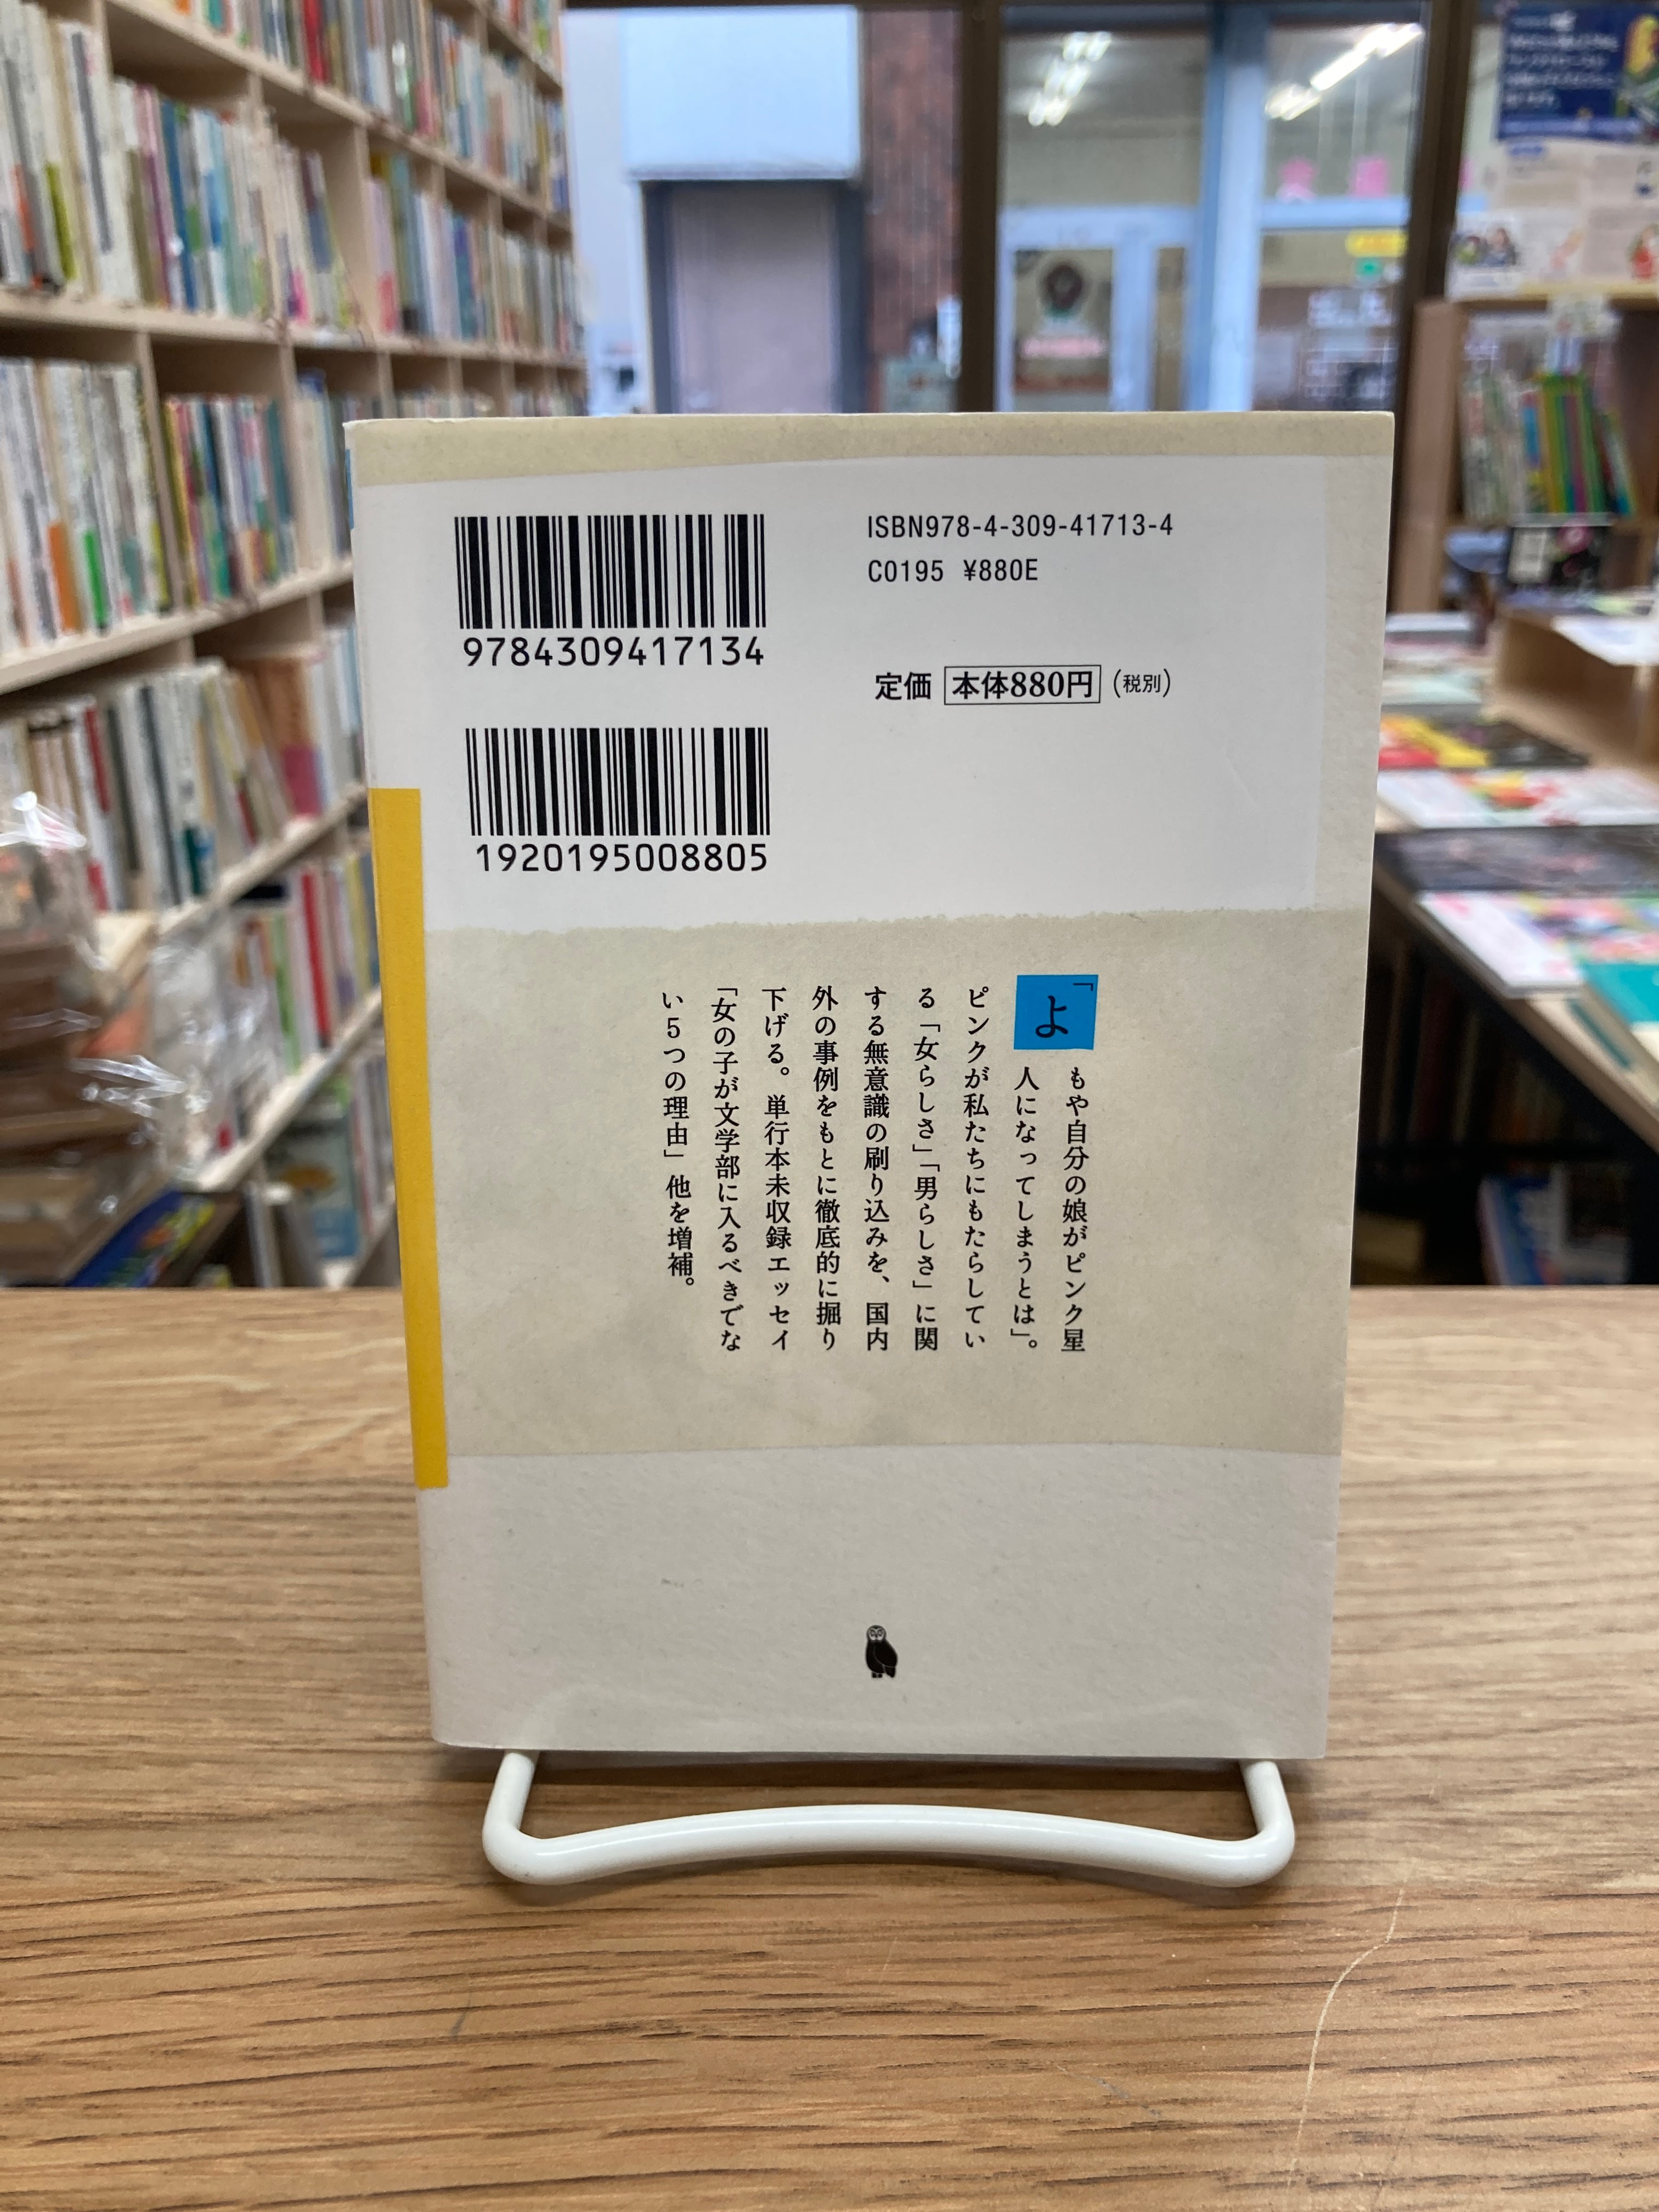 ISBN978-4-309-41713-4
C0195 ¥880E
9784309417134
定価 本体880円(税別)
1920195008805
「よもや自分の娘がピンク星
人になってしまうとは」。
ピンクが私たちにもたらしてい
る「女らしさ」「男らしさ」に関
する無意識の刷り込みを、国内
外の事例をもとに徹底的に掘り
下げる。単行本未収録エッセイ
「女の子が文学部に入るべきでな
い5つの理由」他を増補。